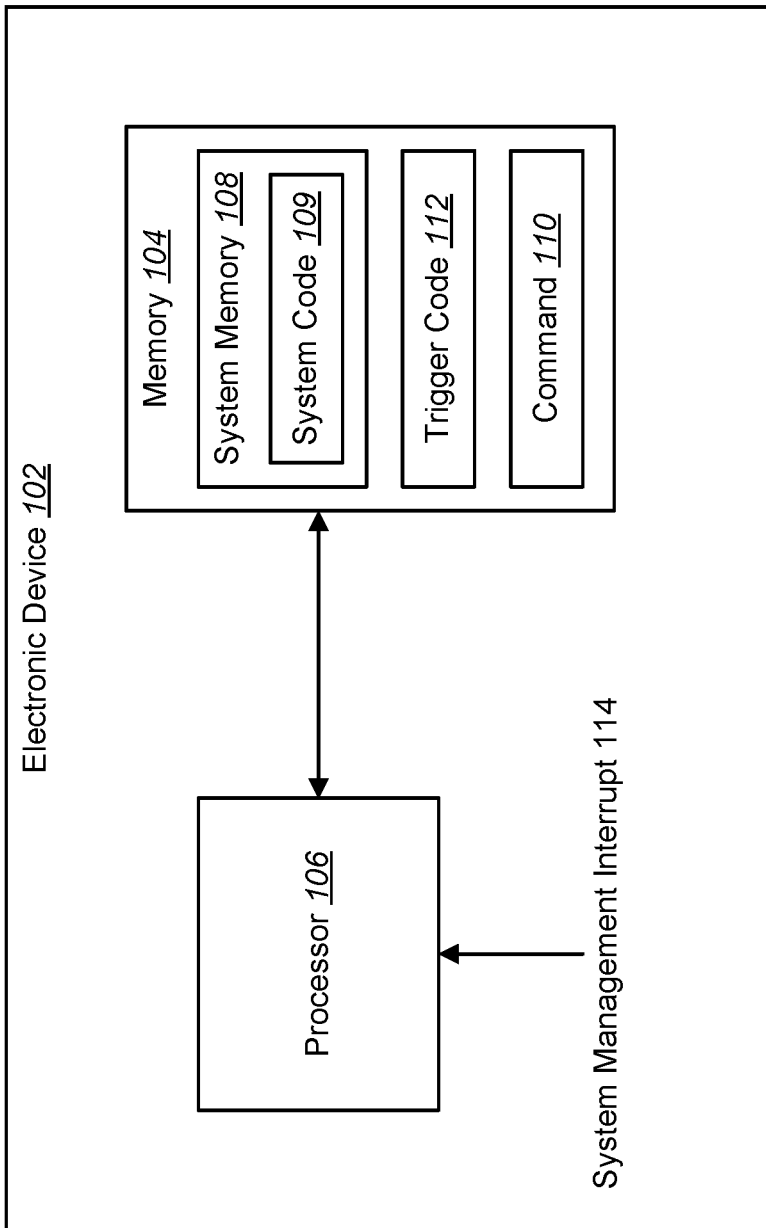 Electronic Device 102
Memory 104
System Memory 108
System Code 109
Trigger Code 112
Command 110
Processor 106
System Management Interrupt 114